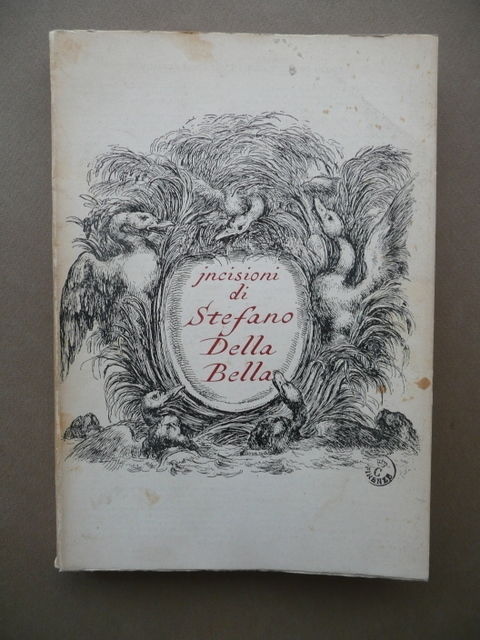 jncisioni
di
Stefano
Della
Bella